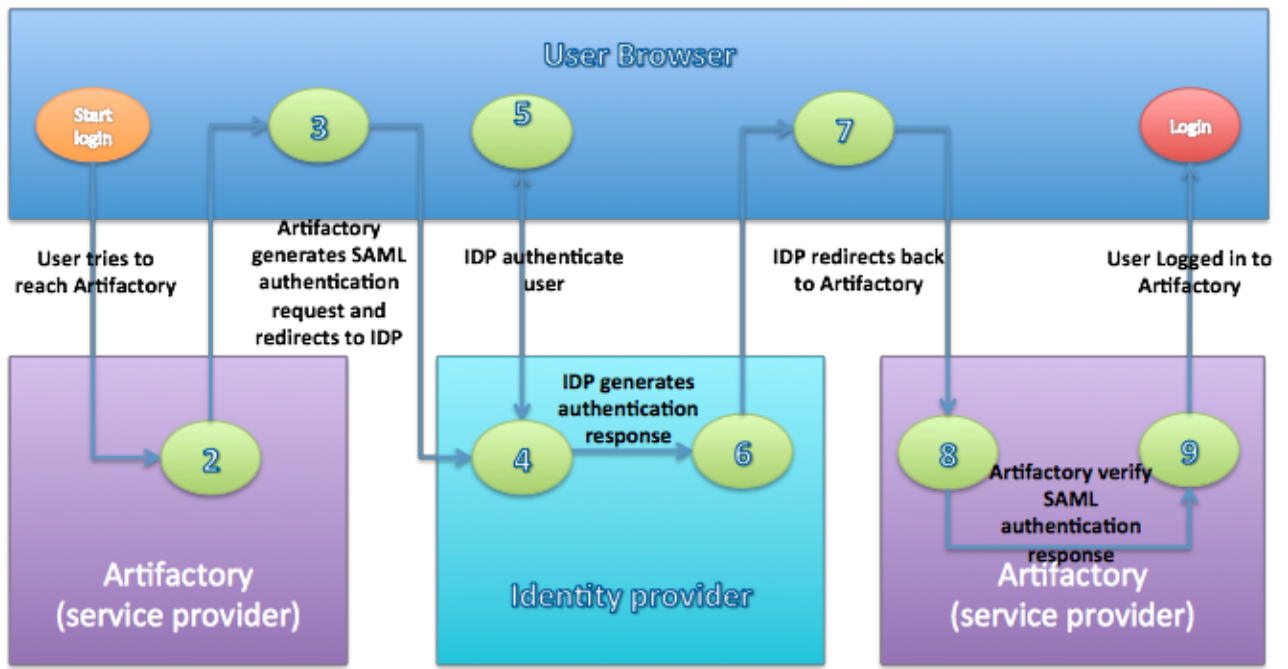 User Browser
Start
login
3
5
7
Login
User tries to
reach Artifactory
Artifactory
generates SAML
authentication
request and
redirects to IDP
IDP authenticate
user
IDP redirects back
to Artifactory
User Logged in to
Artifactory
2
4
IDP generates
authentication
response
6
8
9
Artifactory verify
SAML
authentication
response
Artifactory
(service provider)
Identity provider
Artifactory
(service provider)